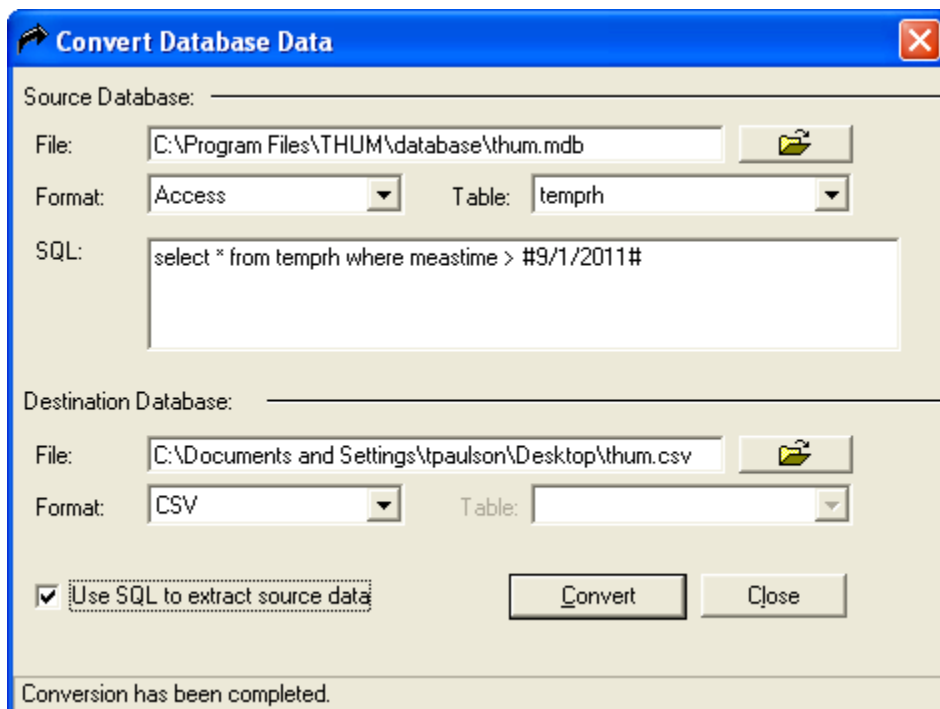 Convert Database Data
Source Database:
File: C:\Program Files\THUM\database\thum.mdb
Format: Access Table: temprh
SQL: select * from temprh where meastime > #9/1/2011#
Destination Database:
File: C:\Documents and Settings\tpaulson\Desktop\thum.csv
Format: CSV Table:
Use SQL to extract source data Convert Close
Conversion has been completed.